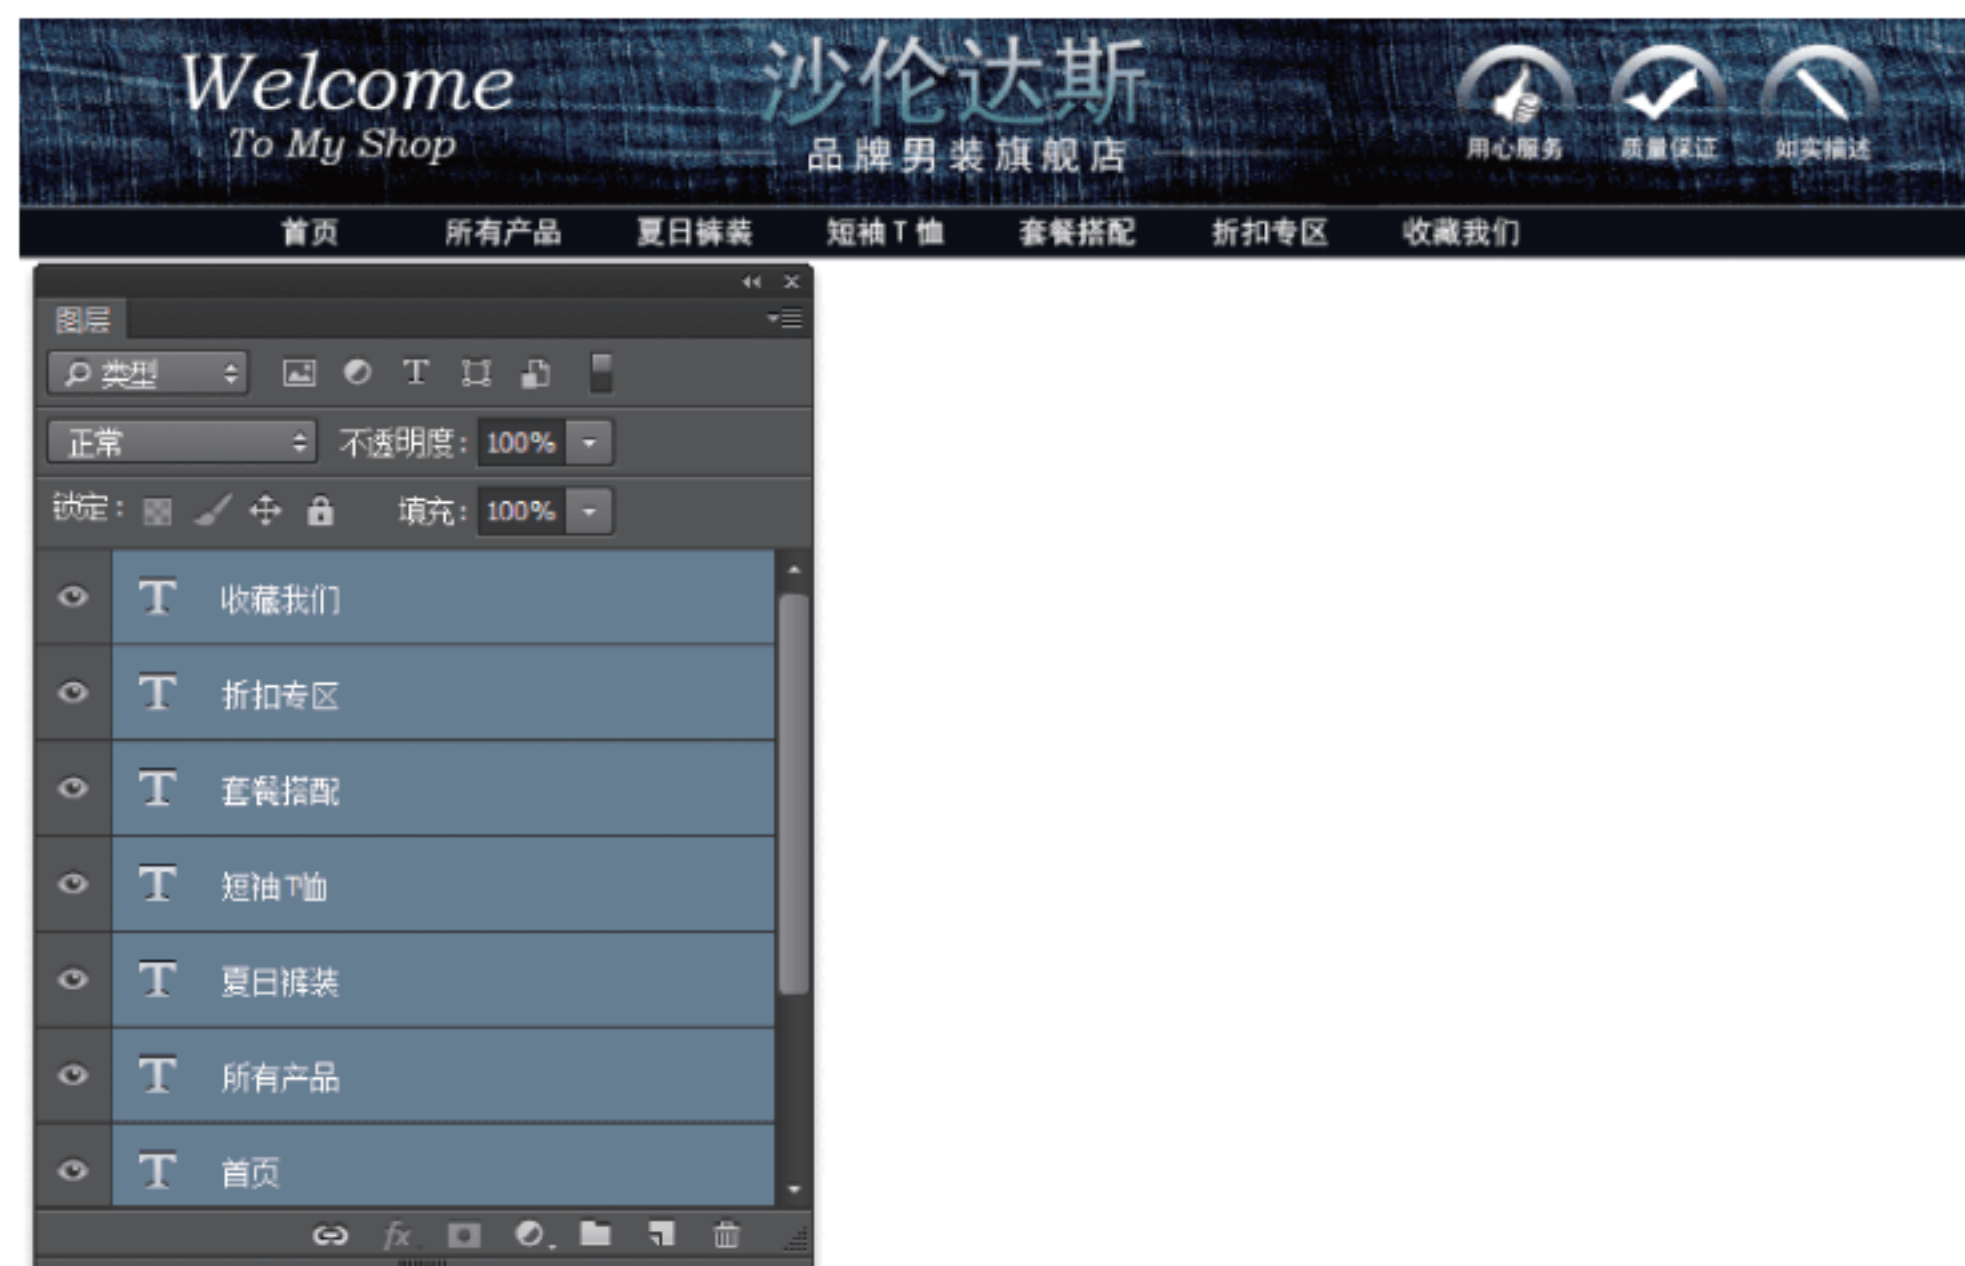 Welcome
To My Shop
沙伦达斯
品牌男装旗舰店
用心服务 质量保证 如实描述
首页 所有产品 夏日裤装 短袖T恤 套餐搭配 折扣专区 收藏我们
图层
类型
正常 不透明度: 100%
锁定: 填充: 100%
T 收藏我们
T 折扣专区
T 套餐搭配
T 短袖T恤
T 夏日裤装
T 所有产品
T 首页
fx